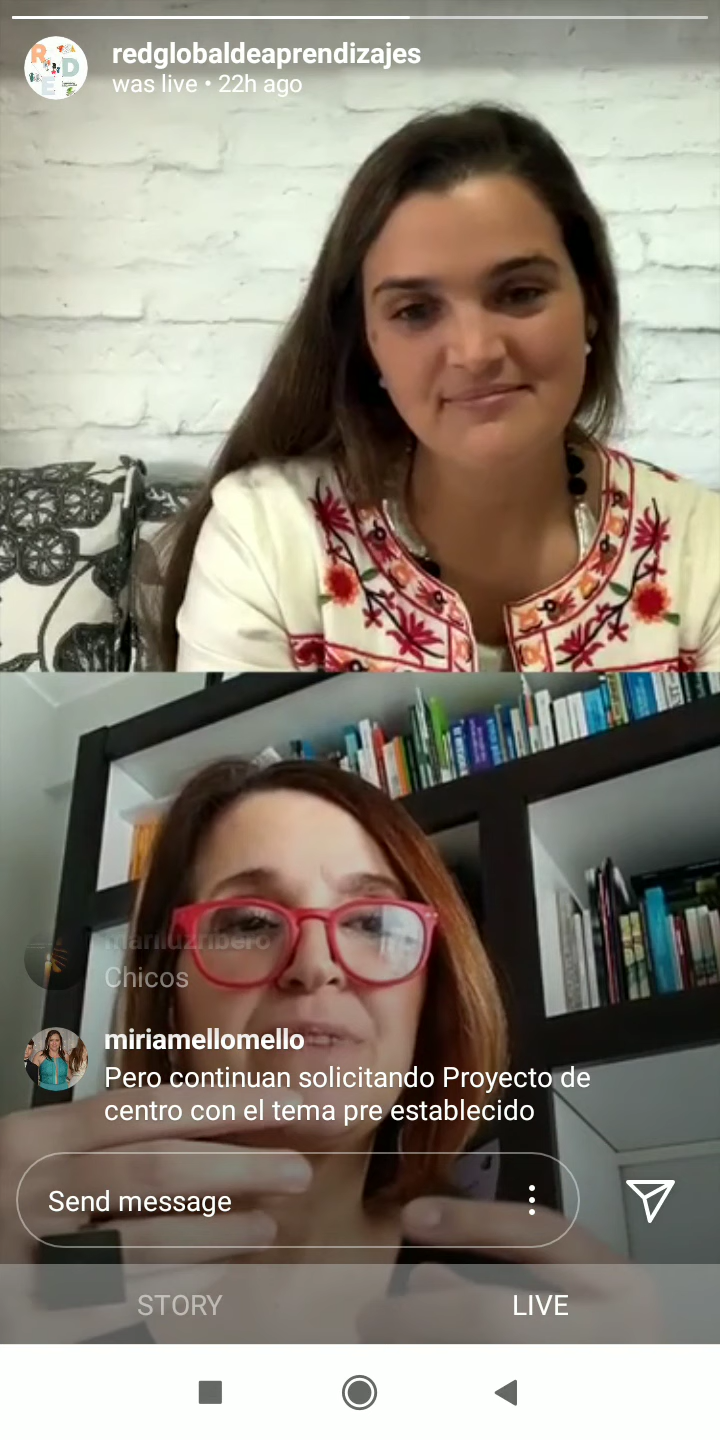 redglobaldeaprendizajes
was live • 22h ago
mariluzribero
Chicos
miriamellomello
Pero continuan solicitando Proyecto de
centro con el tema pre establecido
Send message
STORY
LIVE